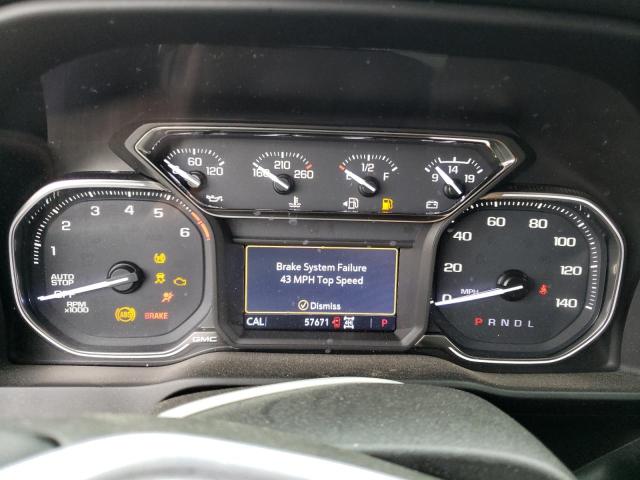 0 60 120
160 210 260
E 1/2 F
9 14 19
1 2 3 4 5 6
AUTO
STOP
OFF
RPM
x1000
ABS
BRAKE
GMC
Brake System Failure
43 MPH Top Speed
Dismiss
CAL 57671 P
0 20 40 60 80 100 120 140
MPH
P R N D L